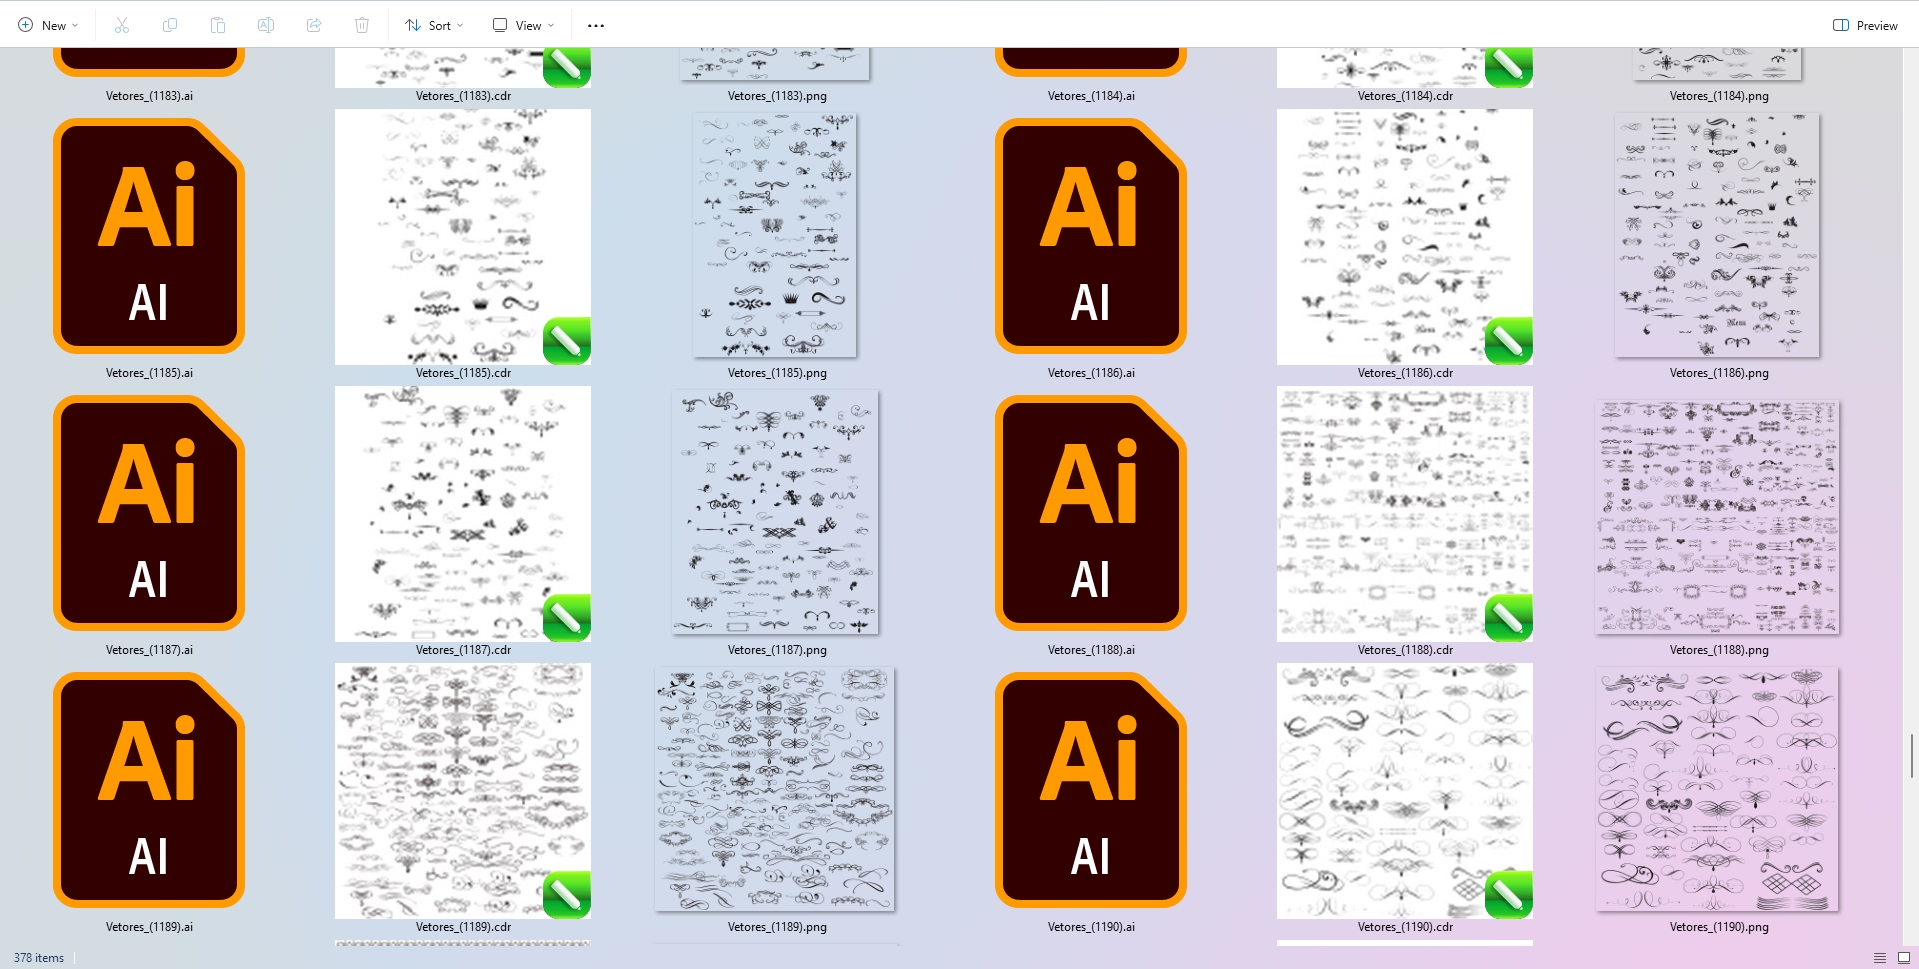 New Sort View ... Preview
Vetores_(1183).ai Vetores_(1183).cdr Vetores_(1183).png Vetores_(1184).ai Vetores_(1184).cdr Vetores_(1184).png
Ai Ai
AI AI
Vetores_(1185).ai Vetores_(1185).cdr Vetores_(1185).png Vetores_(1186).ai Vetores_(1186).cdr Vetores_(1186).png
Ai Ai
AI AI
Vetores_(1187).ai Vetores_(1187).cdr Vetores_(1187).png Vetores_(1188).ai Vetores_(1188).cdr Vetores_(1188).png
Ai Ai
AI AI
Vetores_(1189).ai Vetores_(1189).cdr Vetores_(1189).png Vetores_(1190).ai Vetores_(1190).cdr Vetores_(1190).png
378 items